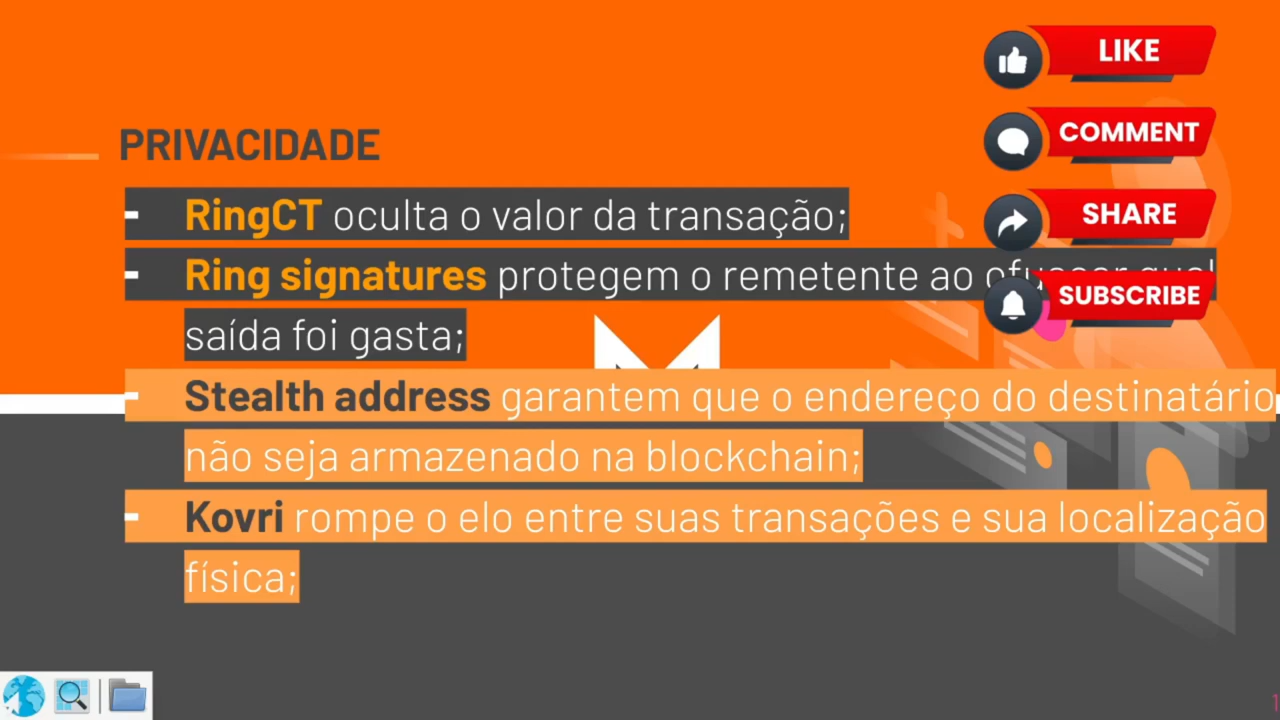 LIKE
PRIVACIDADE
COMMENT
- RingCT oculta o valor da transação;
SHARE
- Ring signatures protegem o remetente ao
SUBSCRIBE
saída foi gasta;
- Stealth address garantem que o endereço do destinatário
não seja armazenado na blockchain;
- Kovri rompe o elo entre suas transações e sua localização
física;